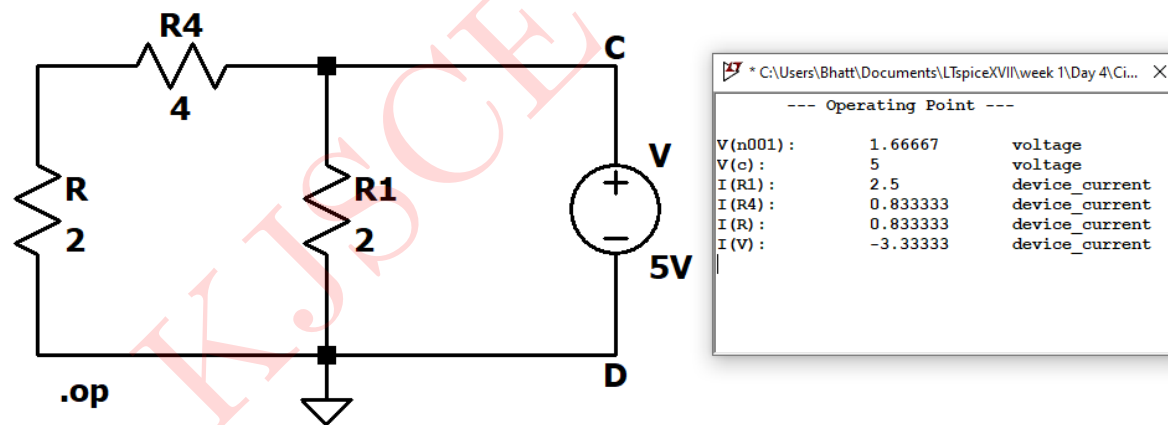 R4
4
C
R
2
R1
2
V
5V
D
.op
KJSCE
* C:\Users\Bhatt\Documents\LTspiceXVII\week 1\Day 4\Ci...
--- Operating Point ---
V(n001): 1.66667 voltage
V(c): 5 voltage
I(R1): 2.5 device_current
I(R4): 0.833333 device_current
I(R): 0.833333 device_current
I(V): -3.33333 device_current